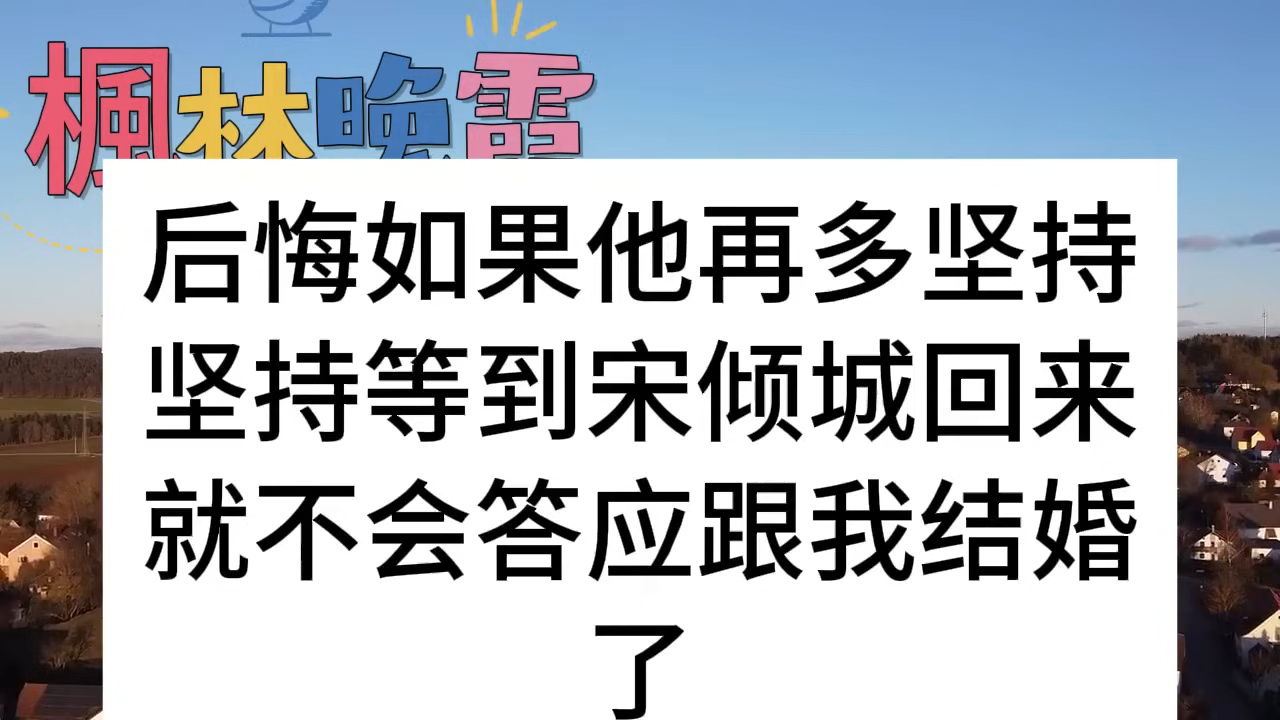 楓林晚霞
后悔如果他再多坚持
坚持等到宋倾城回来
就不会答应跟我结婚
了